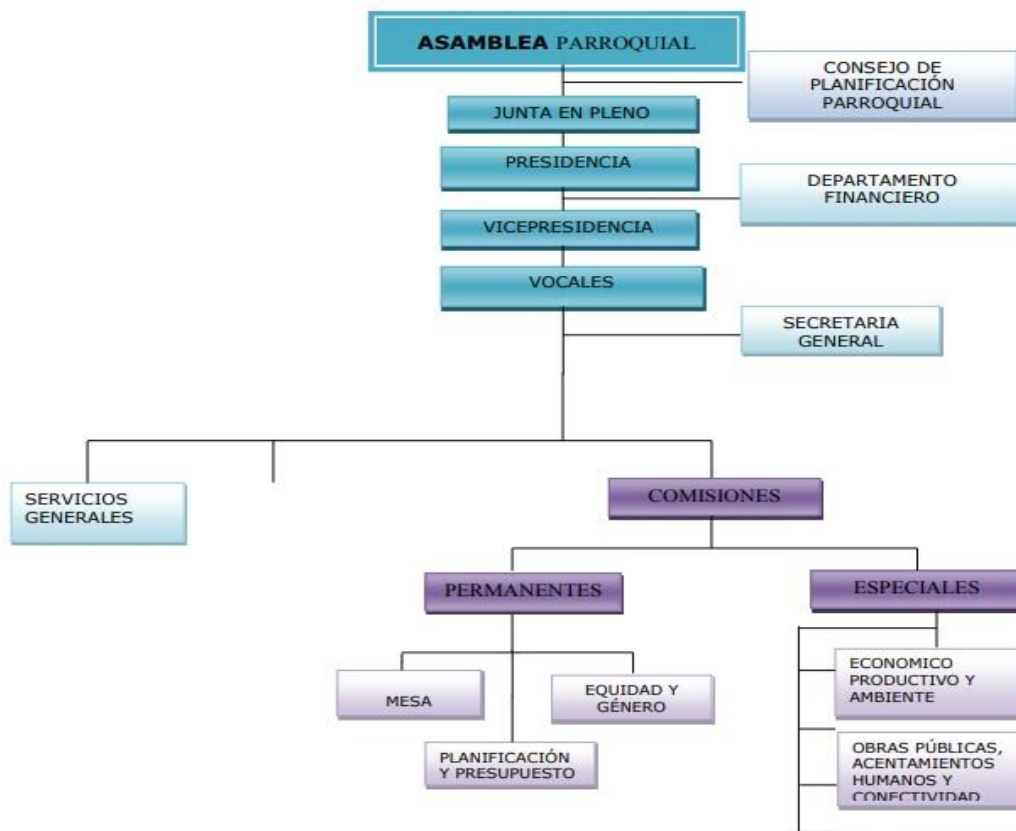 ASAMBLEA PARROQUIAL
CONSEJO DE
PLANIFICACIÓN
PARROQUIAL
JUNTA EN PLENO
PRESIDENCIA
DEPARTAMENTO
FINANCIERO
VICEPRESIDENCIA
VOCALES
SECRETARIA
GENERAL
SERVICIOS
GENERALES
COMISIONES
PERMANENTES
ESPECIALES
MESA
EQUIDAD Y
GÉNERO
PLANIFICACIÓN
Y PRESUPUESTO
ECONOMICO
PRODUCTIVO Y
AMBIENTE
OBRAS PÚBLICAS,
ACENTAMIENTOS
HUMANOS Y
CONECTIVIDAD